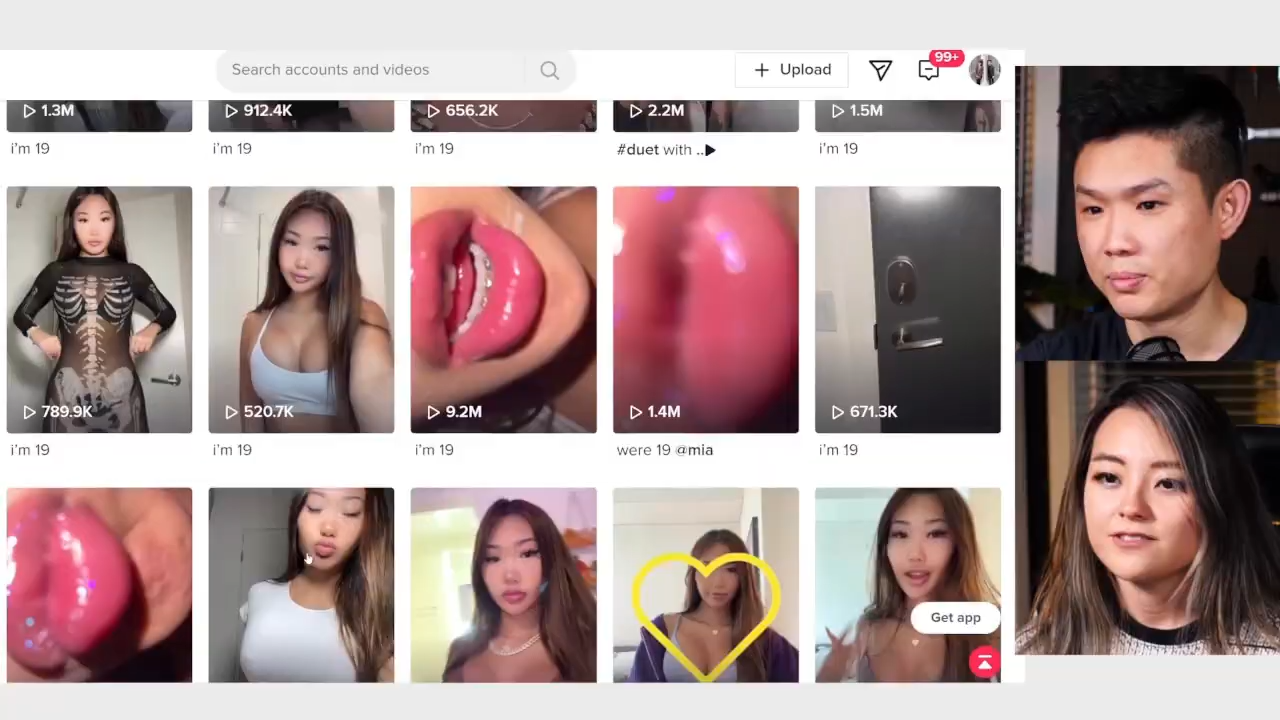 Search accounts and videos
Upload
99+
1.3M
912.4K
656.2K
2.2M
1.5M
i'm 19
i'm 19
i'm 19
#duet with ..
i'm 19
789.9K
520.7K
9.2M
1.4M
671.3K
i'm 19
i'm 19
i'm 19
were 19 @mia
i'm 19
Get app